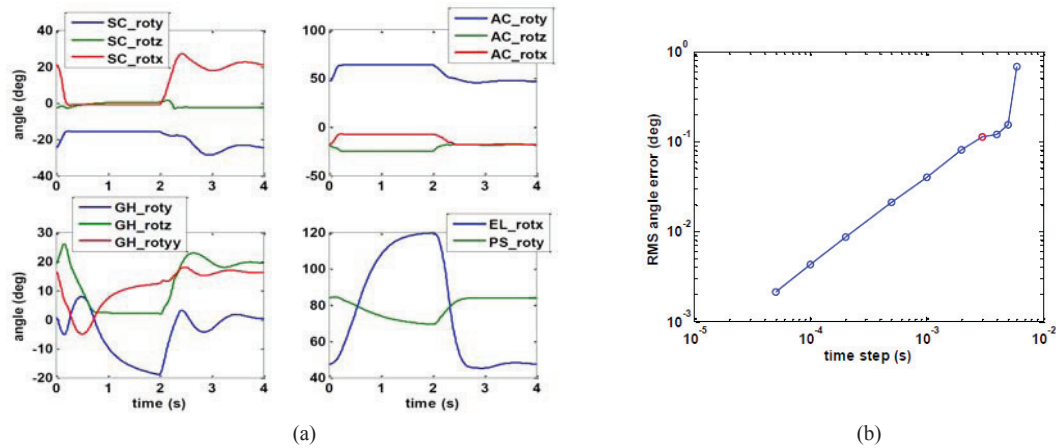 SC_roty
SC_rotz
SC_rotx
40
20
0
-20
-40
angle (deg)
0 1 2 3 4
AC_roty
AC_rotz
AC_rotx
100
50
0
-50
0 1 2 3 4
GH_roty
GH_rotz
GH_rotyy
30
20
10
0
-10
-20
angle (deg)
0 1 2 3 4
time (s)
EL_rotx
PS_roty
120
100
80
60
40
0 1 2 3 4
time (s)
(a)
10^0
10^-1
10^-2
10^-3
RMS angle error (deg)
10^-5 10^-4 10^-3 10^-2
time step (s)
(b)